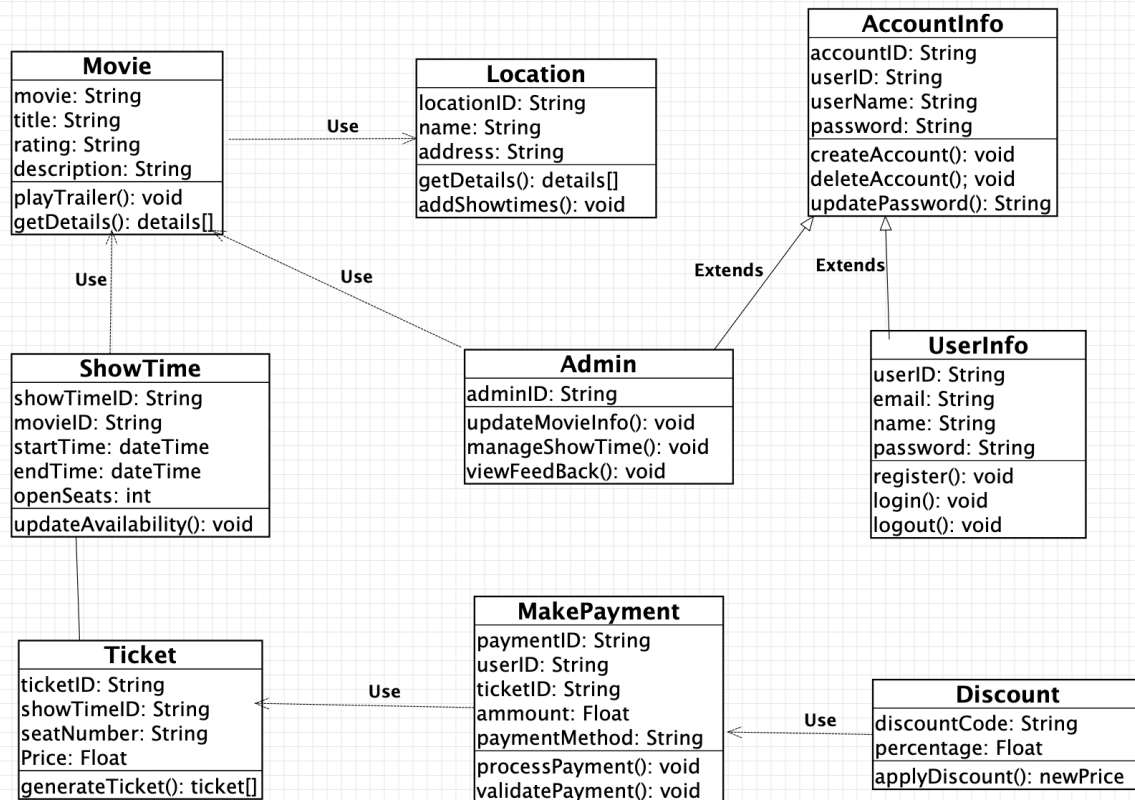 Movie
movie: String
title: String
rating: String
description: String
playTrailer(): void
getDetails(): details[]
Use
Location
locationID: String
name: String
address: String
getDetails(): details[]
addShowtimes(): void
AccountInfo
accountID: String
userID: String
userName: String
password: String
createAccount(): void
deleteAccount(); void
updatePassword(): String
Use
Use
Extends
Extends
ShowTime
showTimeID: String
movieID: String
startTime: dateTime
endTime: dateTime
openSeats: int
updateAvailability(): void
Admin
adminID: String
updateMovieInfo(): void
manageShowTime(): void
viewFeedBack(): void
UserInfo
userID: String
email: String
name: String
password: String
register(): void
login(): void
logout(): void
Ticket
ticketID: String
showTimeID: String
seatNumber: String
Price: Float
generateTicket(): ticket[]
Use
MakePayment
paymentID: String
userID: String
ticketID: String
ammount: Float
paymentMethod: String
processPayment(): void
validatePayment(): void
Use
Discount
discountCode: String
percentage: Float
applyDiscount(): newPrice